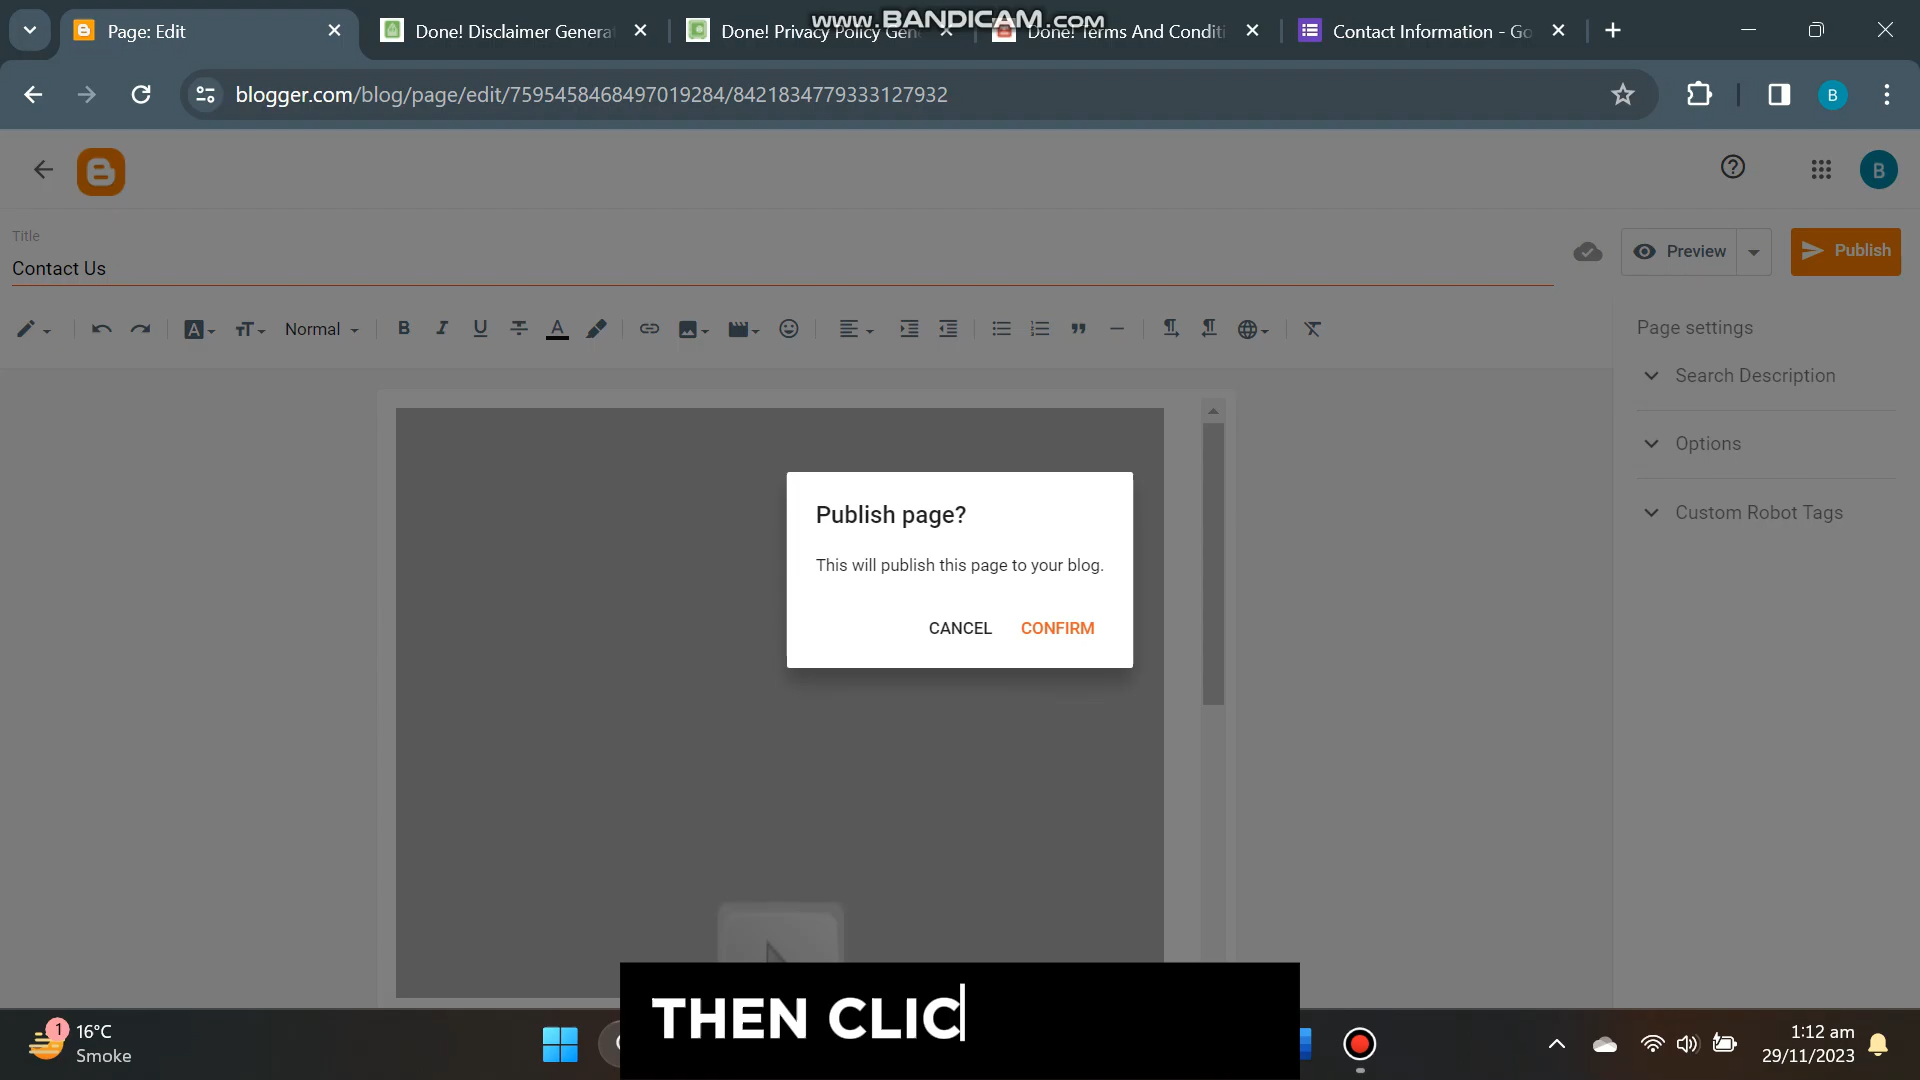 www.BANDICAM.com
Page: Edit
Done! Disclaimer Genera
Done! Privacy Policy Gen
Done! Terms And Conditi
Contact Information - Go
blogger.com/blog/page/edit/7595458468497019284/8421834779333127932
B
B
Title
Contact Us
Preview
Publish
Normal
Page settings
Search Description
Options
Custom Robot Tags
Publish page?
This will publish this page to your blog.
CANCEL
CONFIRM
THEN CLIC
1
16°C
Smoke
1:12 am
29/11/2023